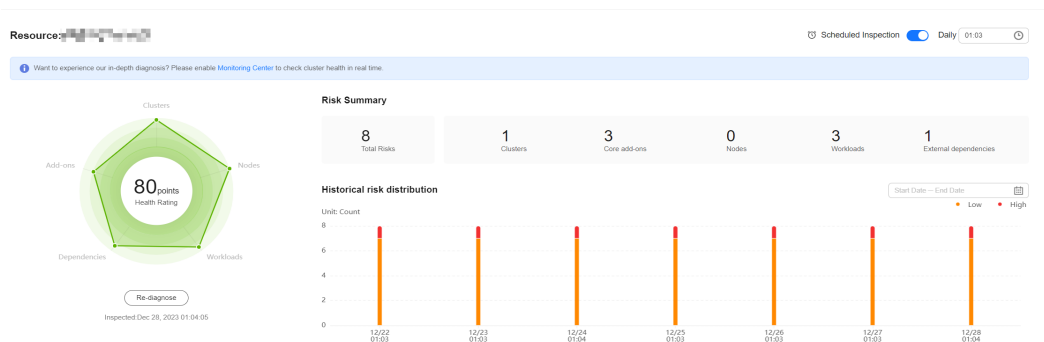 Resource:
Scheduled Inspection Daily 01:03
Want to experience our in-depth diagnosis? Please enable Monitoring Center to check cluster health in real time.
Clusters
Add-ons
Nodes
80 points
Health Rating
Dependencies
Workloads
Re-diagnose
Inspected:Dec 28, 2023 01:04:05
Risk Summary
8
Total Risks
1
Clusters
3
Core add-ons
0
Nodes
3
Workloads
1
External dependencies
Historical risk distribution
Start Date – End Date
Unit: Count
Low High
8
6
4
2
0
12/22
01:03
12/23
01:03
12/24
01:04
12/25
01:03
12/26
01:03
12/27
01:03
12/28
01:04